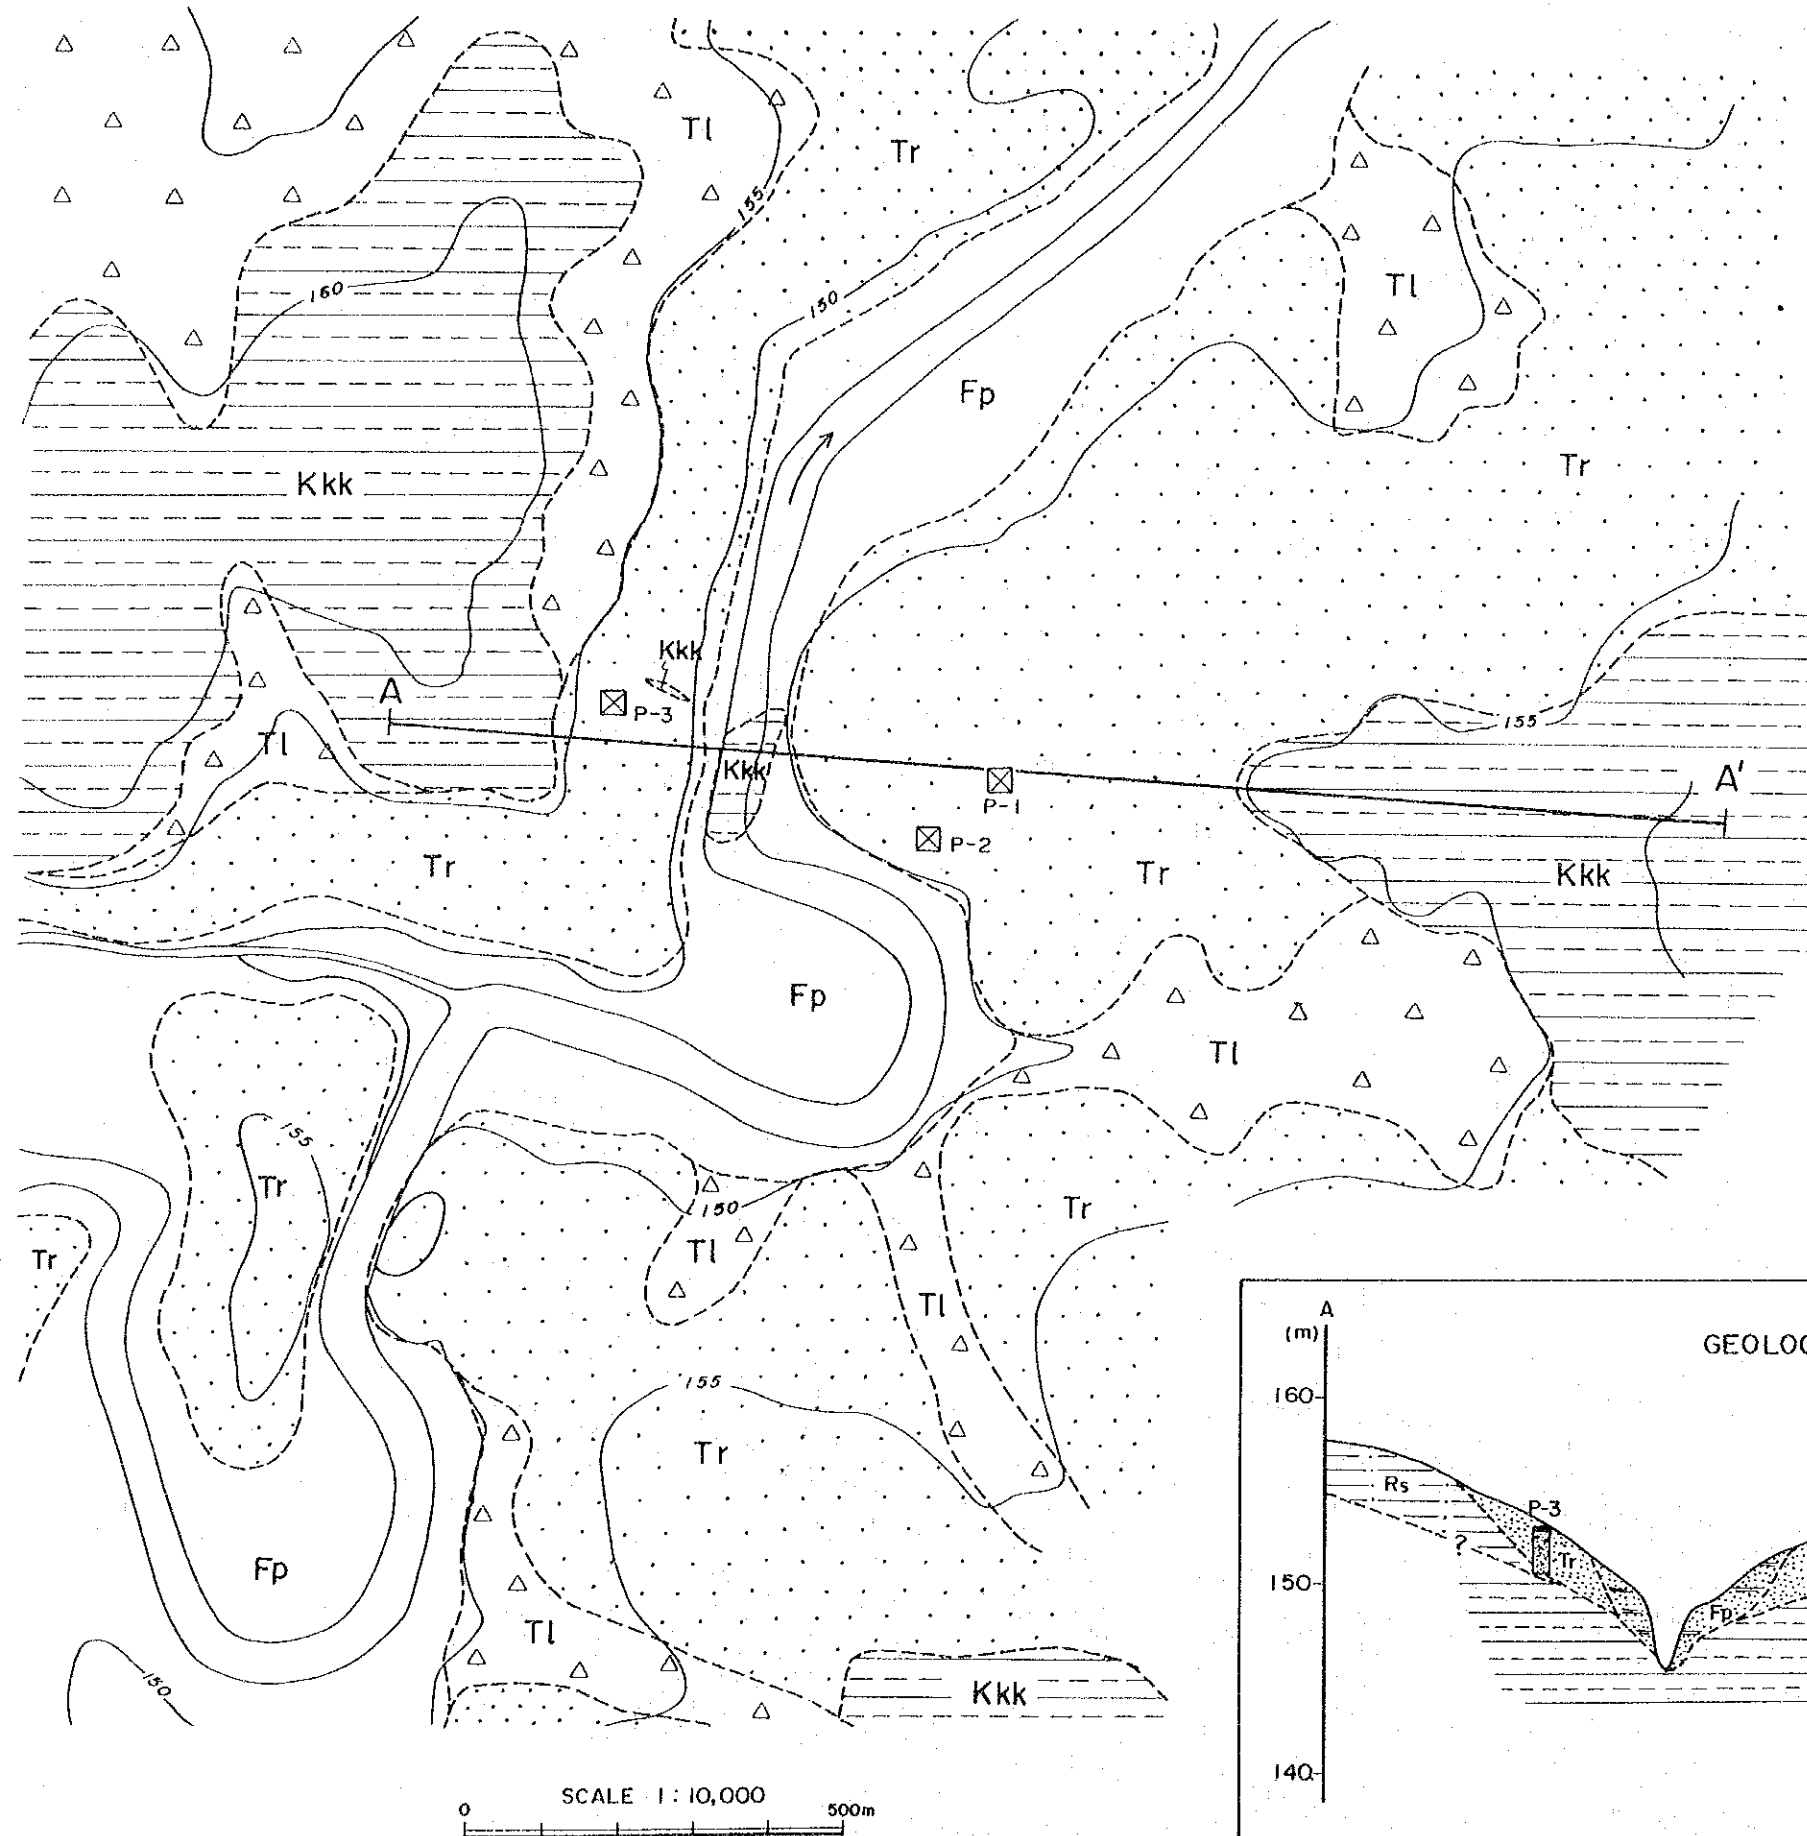 Tl
155
Tr
160
150
Tl
Fp
Tr
Kkk
Kkk
A
P-3
155
Tl
Kkk
P-1
A'
P-2
Tr
Tr
Kkk
Fp
Tl
155
Tr
150
Tr
Tr
Tl
Tl
A
(m)
GEOLOG
155
160
Tr
Rs
P-3
?
Tr
150
Fp
Fp
Tl
150
Kkk
140
SCALE 1:10,000
0
500m